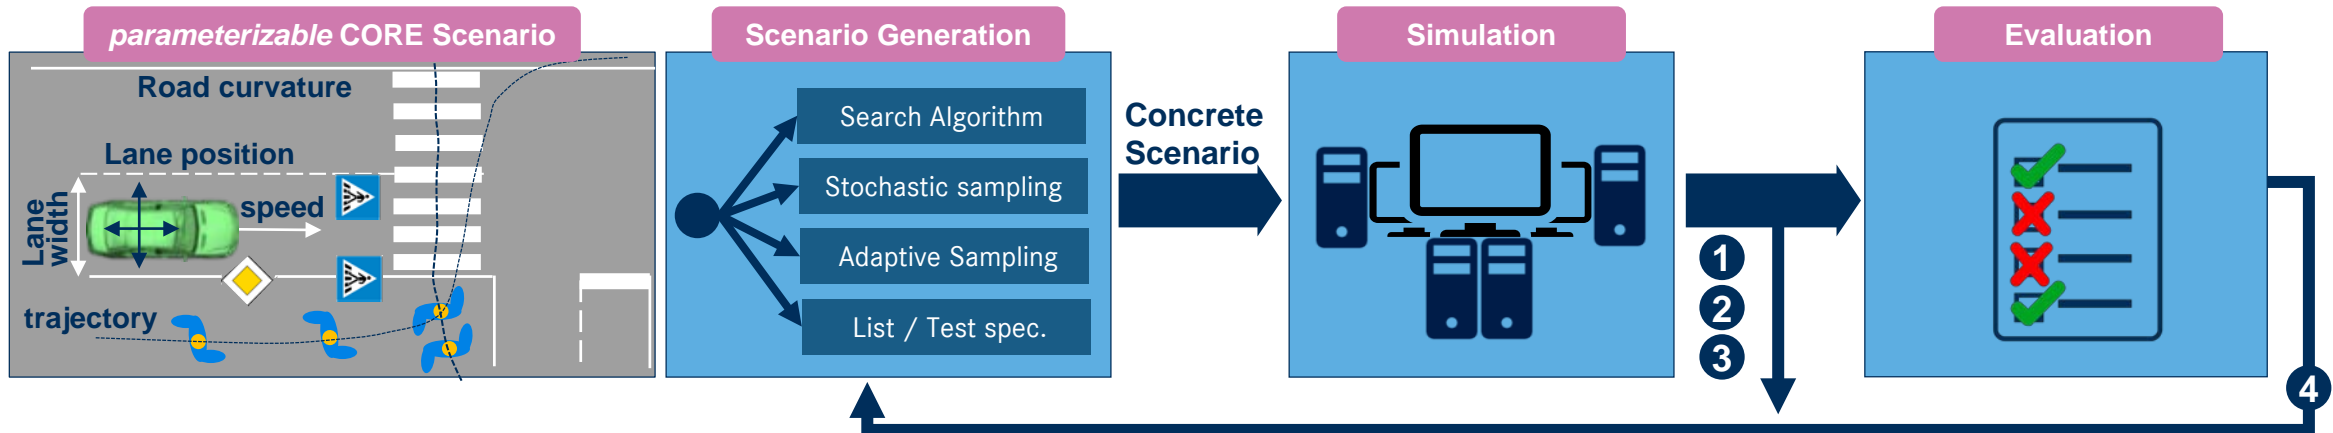 parameterizable CORE Scenario
Road curvature
Lane position
Lane
width
speed
trajectory
Scenario Generation
Search Algorithm
Stochastic sampling
Adaptive Sampling
List / Test spec.
Concrete
Scenario
Simulation
1
2
3
Evaluation
4